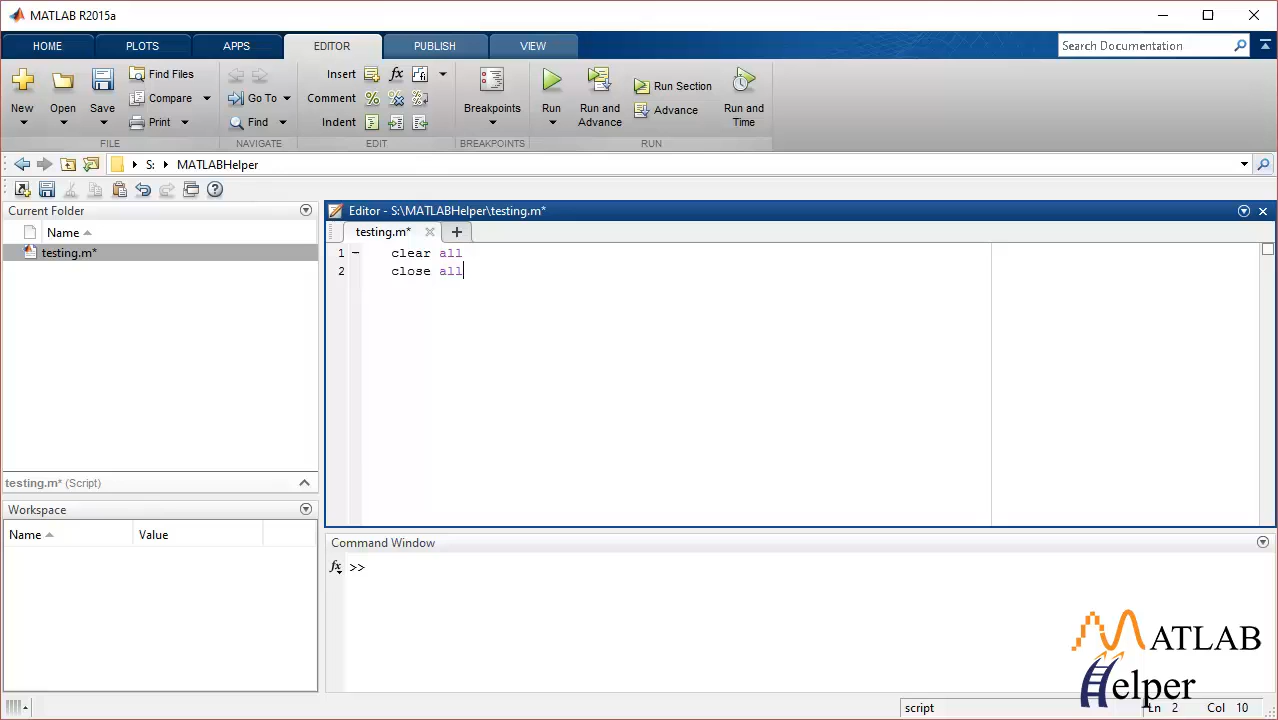 MATLAB R2015a
HOME PLOTS APPS EDITOR PUBLISH VIEW
Search Documentation
New Open Save Find Files Compare Print
Go To Find
Insert fx
Comment
Indent
Breakpoints
Run Run and Advance Run Section Advance Run and Time
FILE NAVIGATE EDIT BREAKPOINTS RUN
S: MATLABHelper
Current Folder
Name
testing.m*
testing.m* (Script)
Workspace
Name Value
Editor - S:\MATLABHelper\testing.m*
testing.m*
1 clear all
2 close all
Command Window
fx >>
MATLAB
Helper
script Ln 2 Col 10